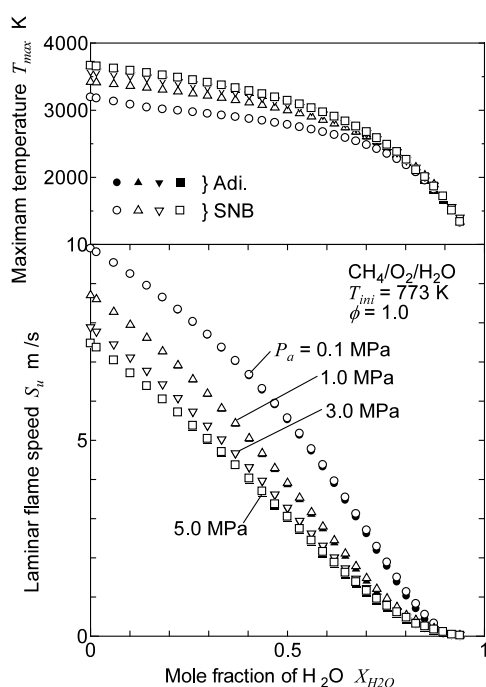 Maximam temperature Tmax K
4000
3000
2000
} Adi.
} SNB
10
5
0
Laminar flame speed Su m/s
CH4/O2/H2O
Tini = 773 K
ϕ = 1.0
Pa = 0.1 MPa
1.0 MPa
3.0 MPa
5.0 MPa
0 0.5 1
Mole fraction of H2O XH2O